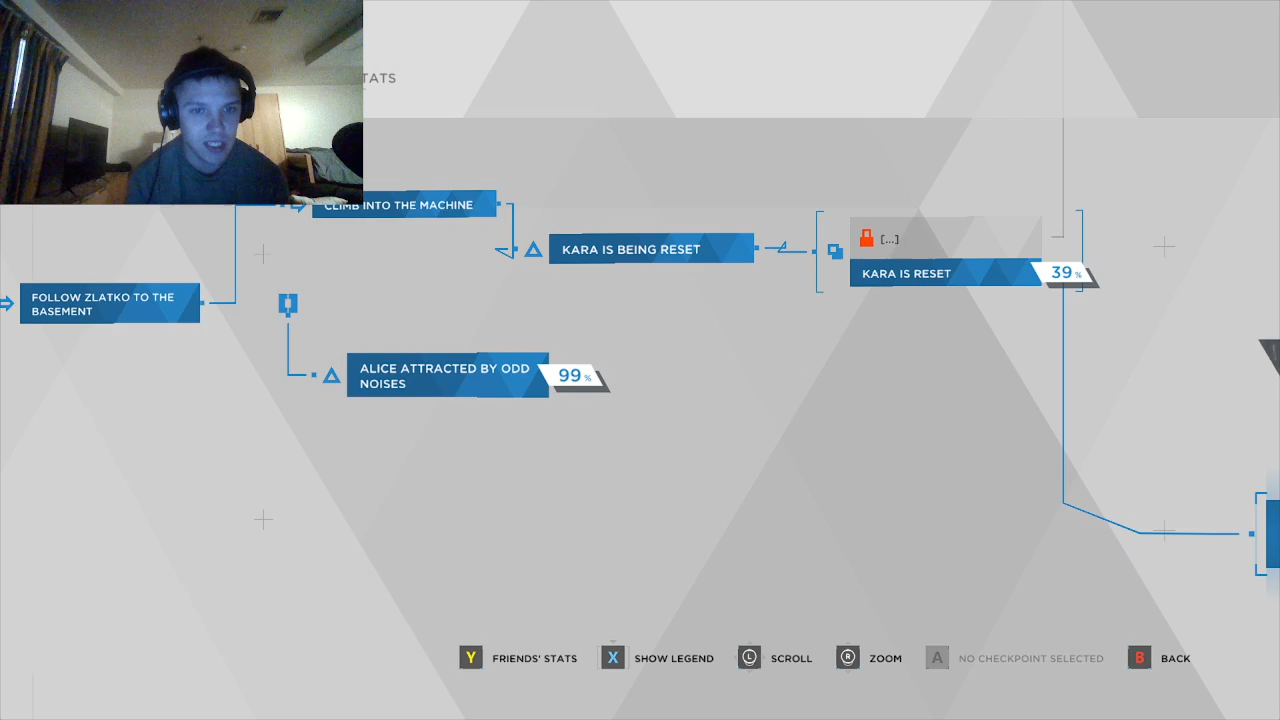 TATS
CLIMB INTO THE MACHINE
KARA IS BEING RESET
[...]
KARA IS RESET
39%
FOLLOW ZLATKO TO THE
BASEMENT
ALICE ATTRACTED BY ODD
NOISES
99%
Y FRIENDS' STATS X SHOW LEGEND L SCROLL R ZOOM A NO CHECKPOINT SELECTED B BACK